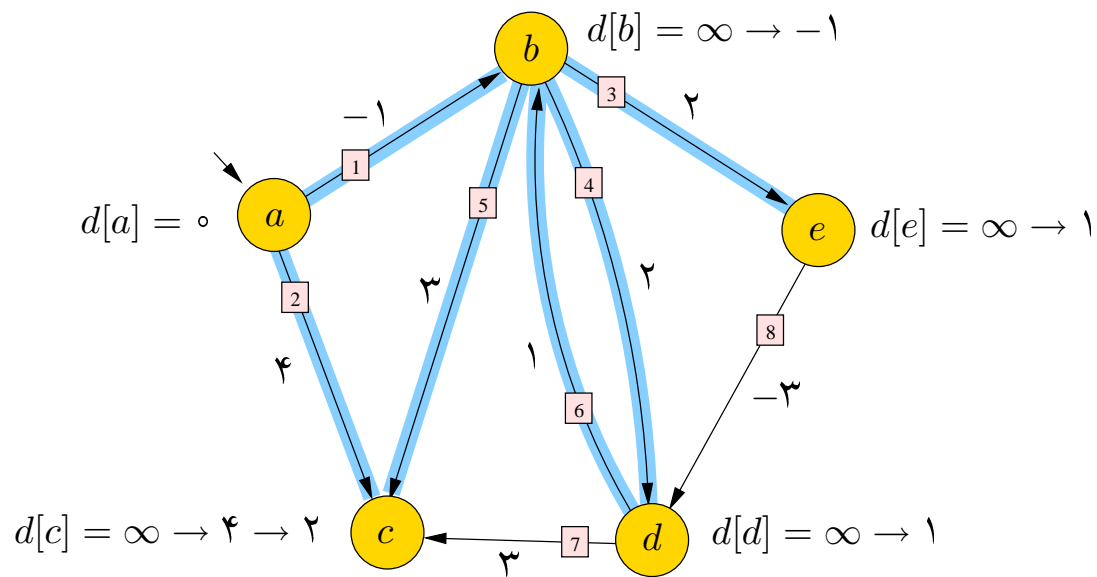 d[b] = ∞ → −۱
b
3
۲
−۱
1
4
5
d[a] = ∘
a
e
d[e] = ∞ → ۱
2
۳
۲
8
۴
۱
6
−۳
d[c] = ∞ → ۴ → ۲
c
۳
7
d
d[d] = ∞ → ۱